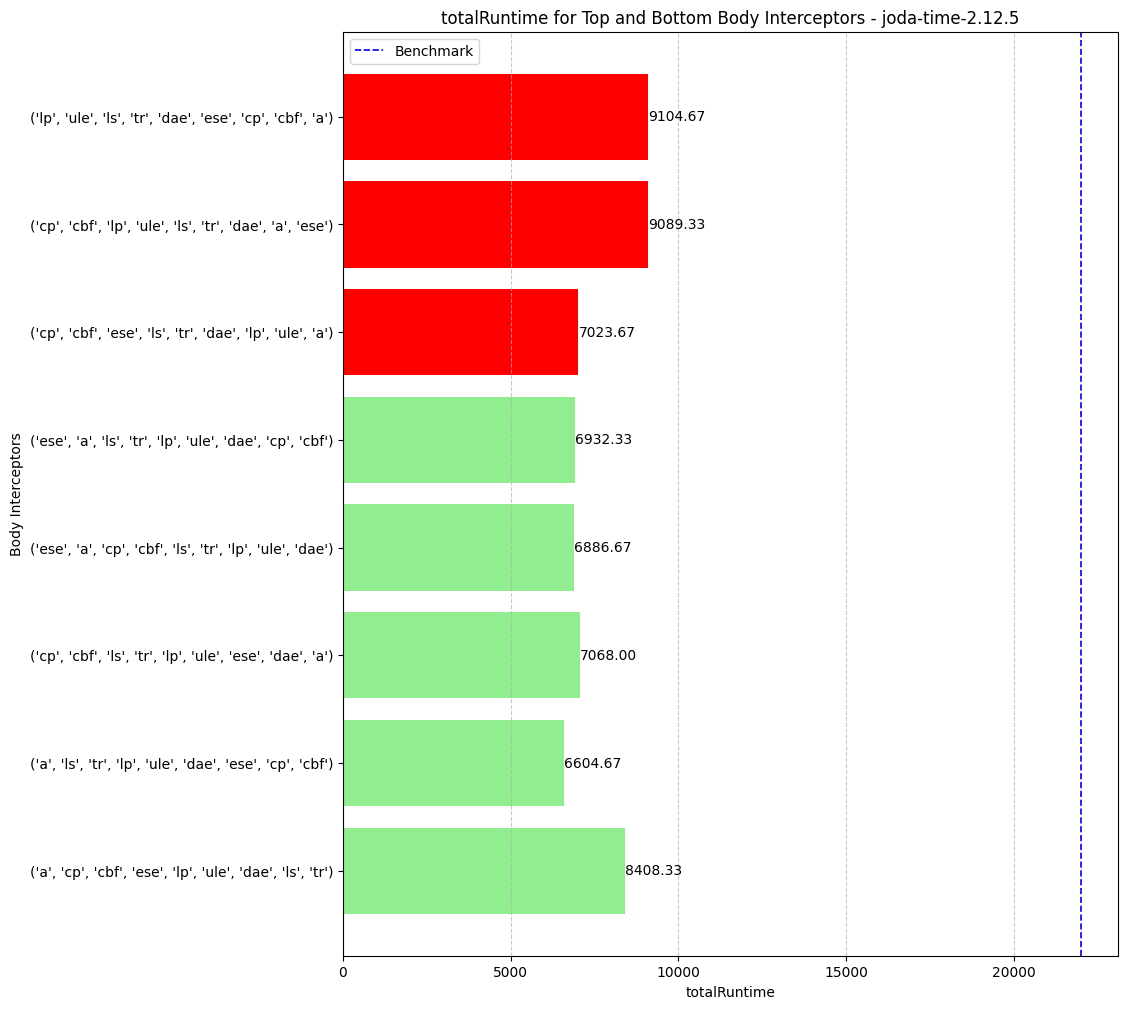 totalRuntime for Top and Bottom Body Interceptors - joda-time-2.12.5
Benchmark
('lp', 'ule', 'ls', 'tr', 'dae', 'ese', 'cp', 'cbf', 'a')
9104.67
('cp', 'cbf', 'lp', 'ule', 'ls', 'tr', 'dae', 'a', 'ese')
9089.33
('cp', 'cbf', 'ese', 'ls', 'tr', 'dae', 'lp', 'ule', 'a')
7023.67
('ese', 'a', 'ls', 'tr', 'lp', 'ule', 'dae', 'cp', 'cbf')
6932.33
('ese', 'a', 'cp', 'cbf', 'ls', 'tr', 'lp', 'ule', 'dae')
6886.67
('cp', 'cbf', 'ls', 'tr', 'lp', 'ule', 'ese', 'dae', 'a')
7068.00
('a', 'ls', 'tr', 'lp', 'ule', 'dae', 'ese', 'cp', 'cbf')
6604.67
('a', 'cp', 'cbf', 'ese', 'lp', 'ule', 'dae', 'ls', 'tr')
8408.33
Body Interceptors
0 5000 10000 15000 20000
totalRuntime